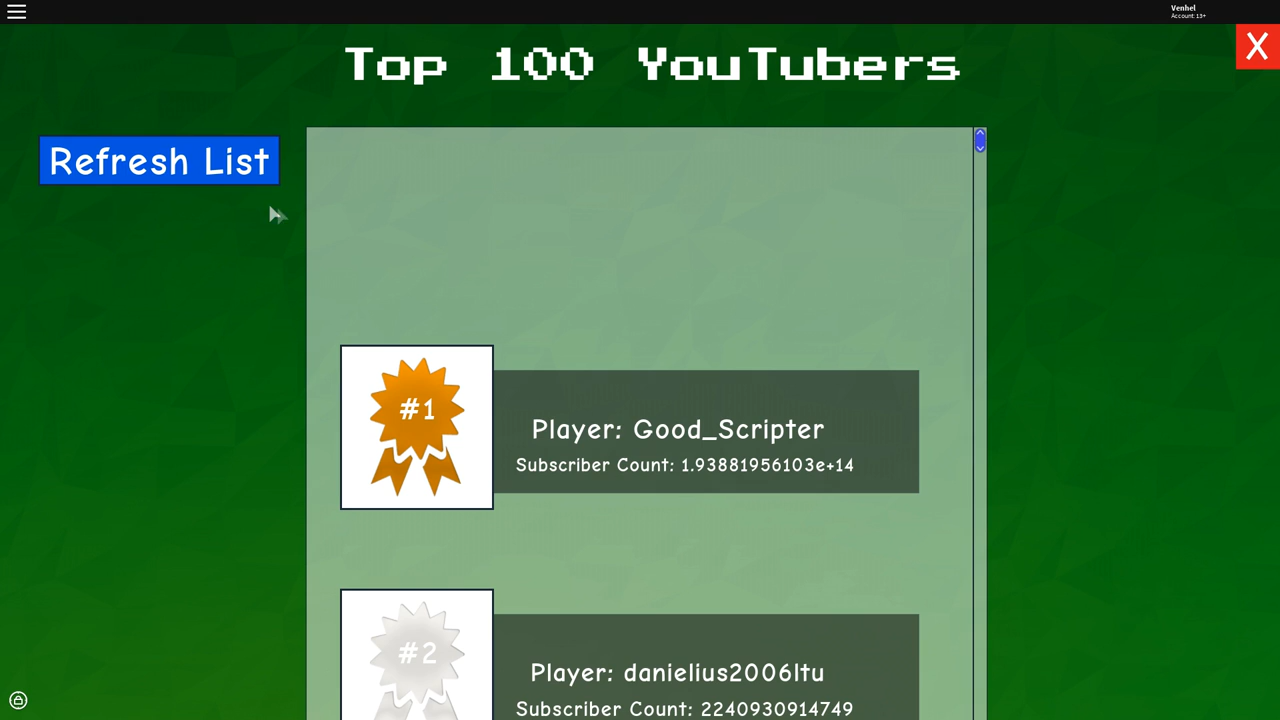 Venhel
Account: 13+
Top 100 YouTubers
X
Refresh List
#1
Player: Good_Scripter
Subscriber Count: 1.93881956103e+14
#2
Player: danielius2006ltu
Subscriber Count: 2240930914749